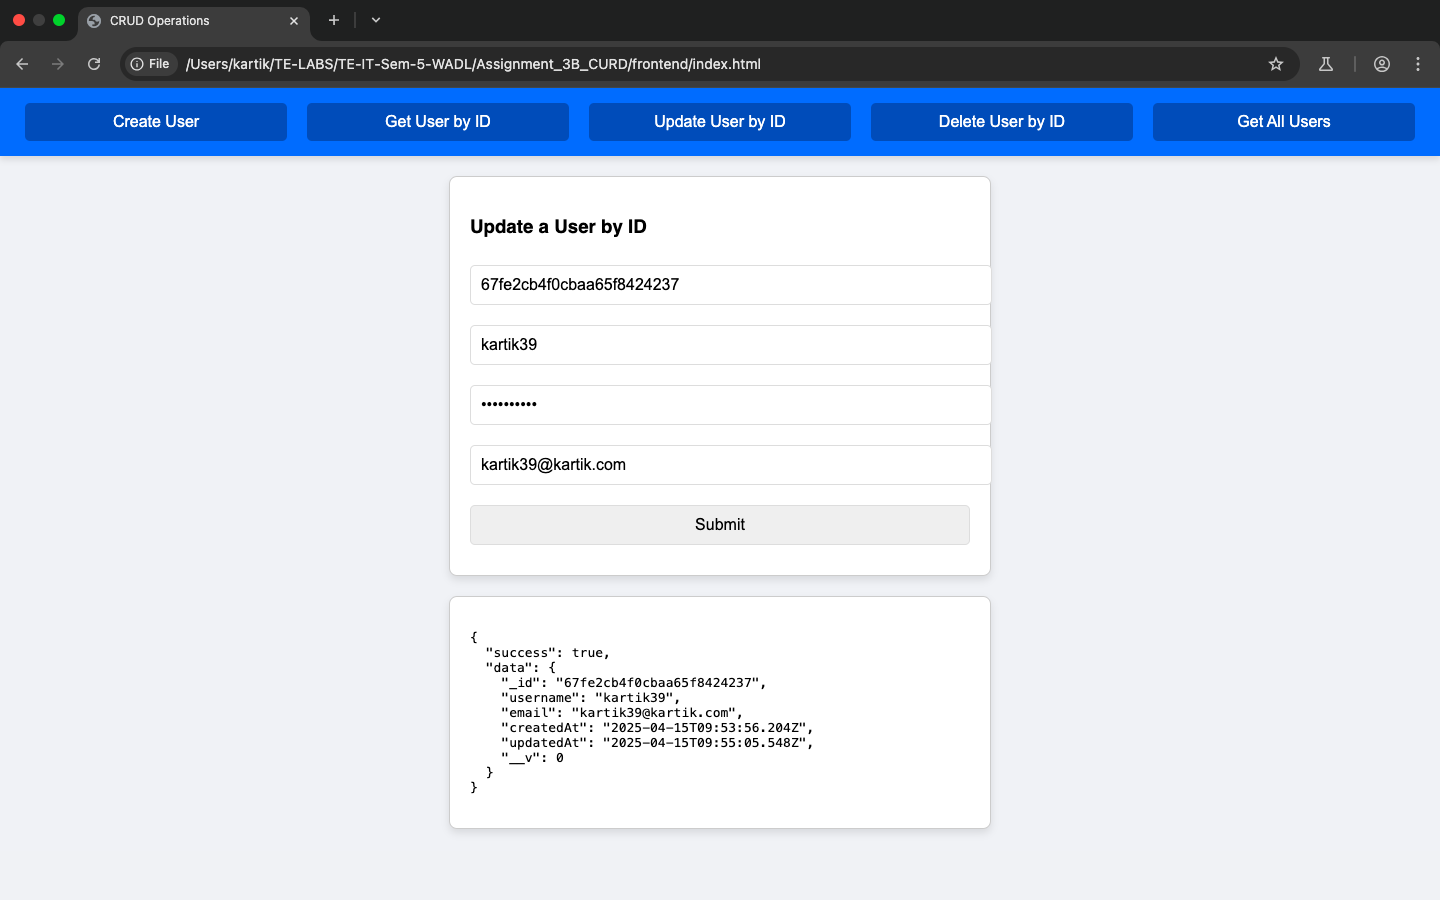 CRUD Operations
File /Users/kartik/TE-LABS/TE-IT-Sem-5-WADL/Assignment_3B_CURD/frontend/index.html
Create User Get User by ID Update User by ID Delete User by ID Get All Users
Update a User by ID
67fe2cb4f0cbaa65f8424237
kartik39
••••••••••
kartik39@kartik.com
Submit
{
  "success": true,
  "data": {
    "_id": "67fe2cb4f0cbaa65f8424237",
    "username": "kartik39",
    "email": "kartik39@kartik.com",
    "createdAt": "2025-04-15T09:53:56.204Z",
    "updatedAt": "2025-04-15T09:55:05.548Z",
    "__v": 0
  }
}